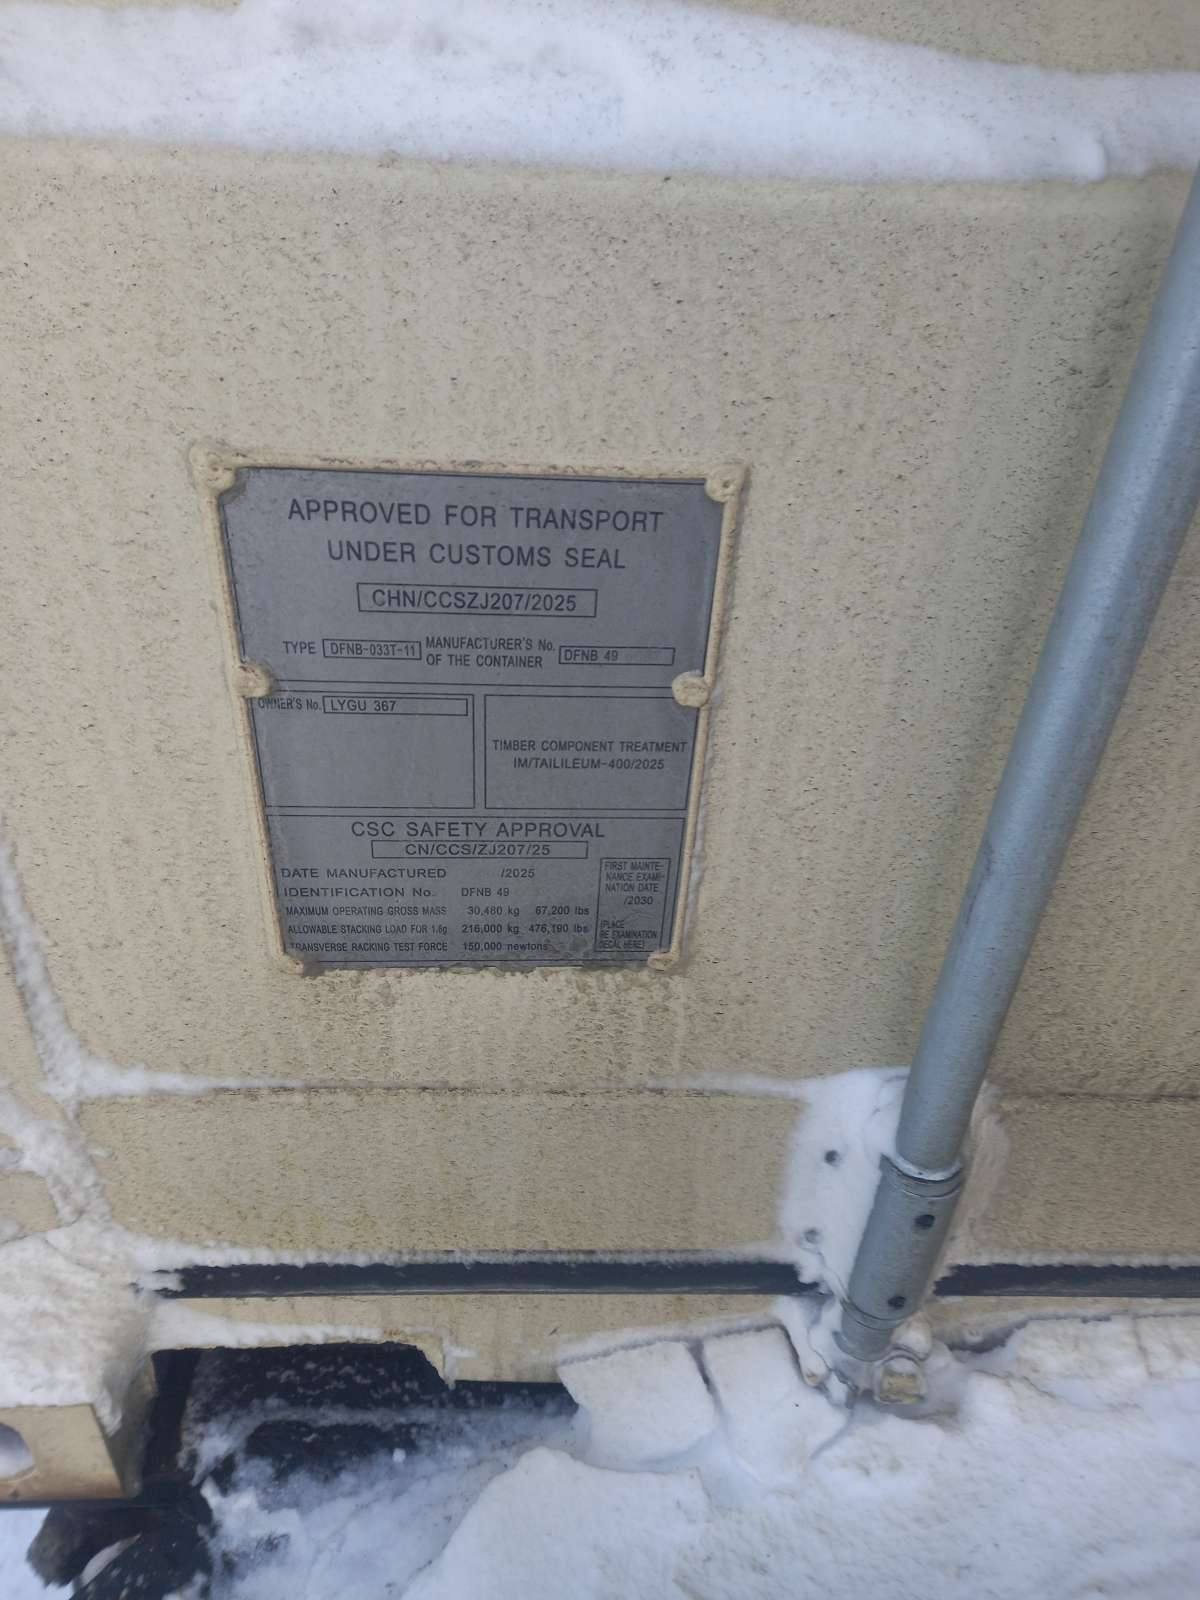 APPROVED FOR TRANSPORT
UNDER CUSTOMS SEAL
CHN/CCSZJ207/2025
TYPE DFNB-033T-11 MANUFACTURER'S No. OF THE CONTAINER DFNB 49
OWNER'S No. LYGU 367
TIMBER COMPONENT TREATMENT
IM/TAILILEUM-400/2025
CSC SAFETY APPROVAL
CN/CCS/ZJ207/25
DATE MANUFACTURED /2025
IDENTIFICATION No. DFNB 49
MAXIMUM OPERATING GROSS MASS 30,480 kg 67,200 lbs
ALLOWABLE STACKING LOAD FOR 1.8g 216,000 kg 476,190 lbs
TRANSVERSE RACKING TEST FORCE 150,000 newtons
FIRST MAINTE-
NANCE EXAMI-
NATION DATE
/2030
(PLACE
RE EXAMINATION
DECAL HERE)